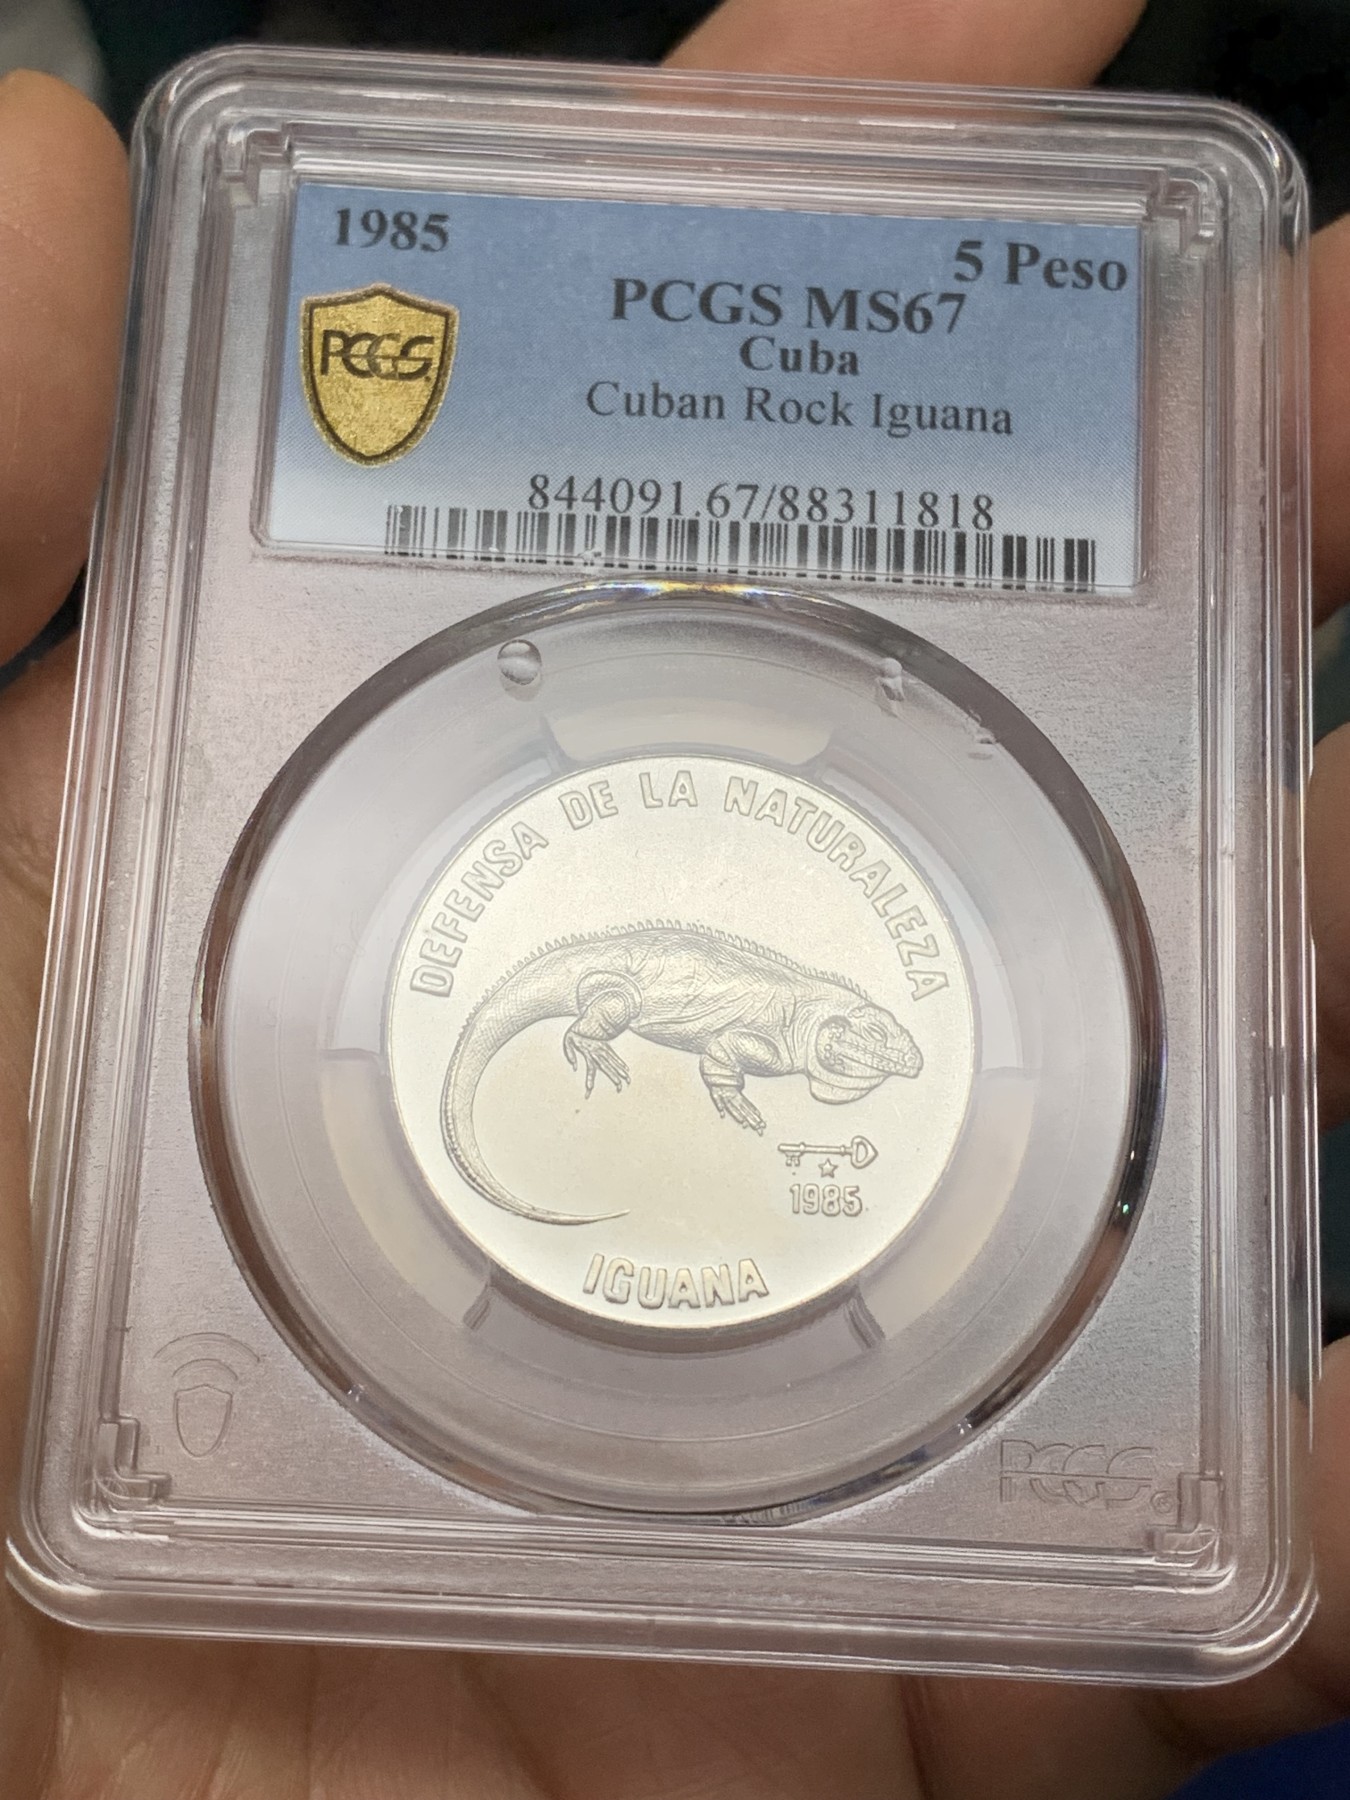 1985
5 Peso
PCGS MS67
PCGS
Cuba
Cuban Rock Iguana
844091.67/88311818
DEFENSA DE LA NATURALEZA
1985
IGUANA
PCGS